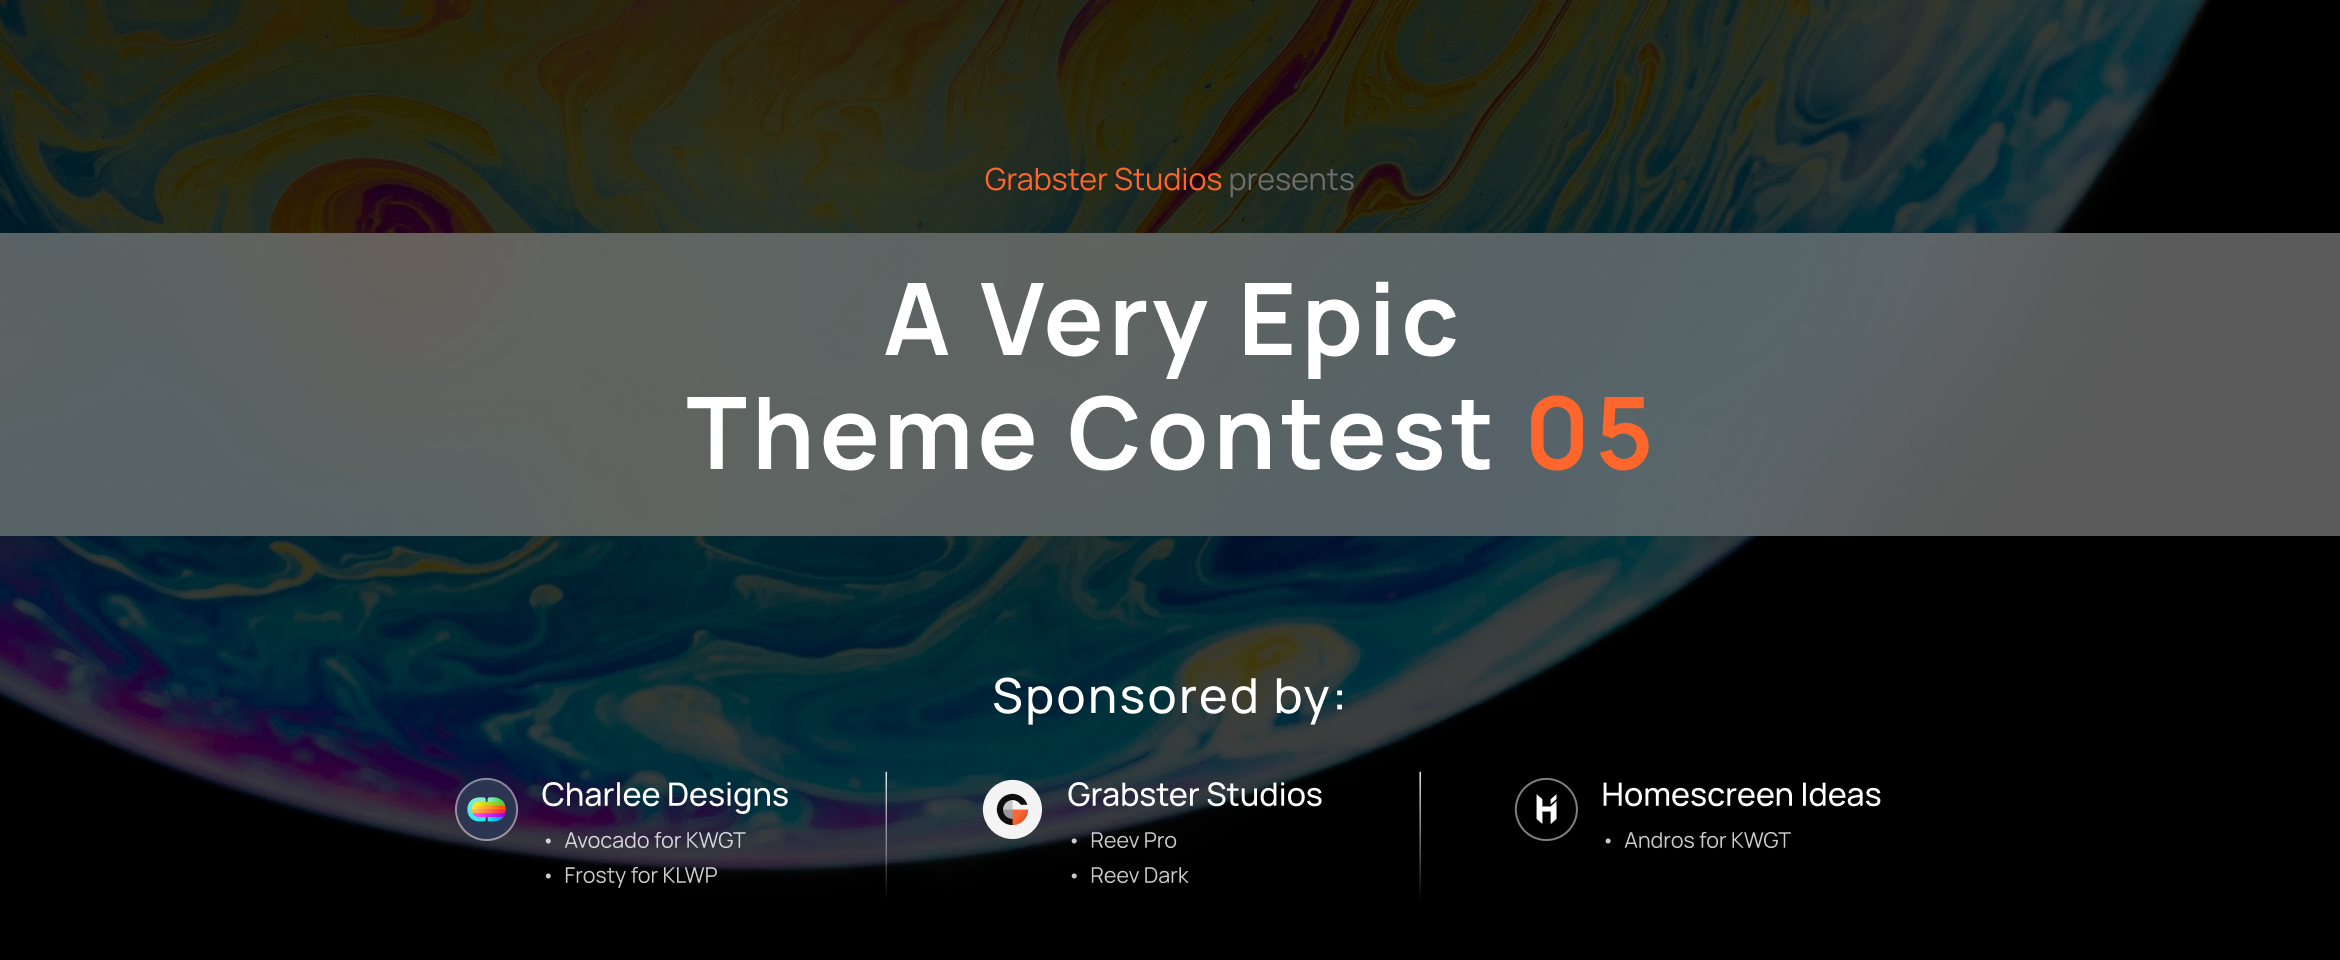 Grabster Studios presents
A Very Epic
Theme Contest 05
Sponsored by:
Charlee Designs
• Avocado for KWGT
• Frosty for KLWP
Grabster Studios
• Reev Pro
• Reev Dark
Homescreen Ideas
• Andros for KWGT